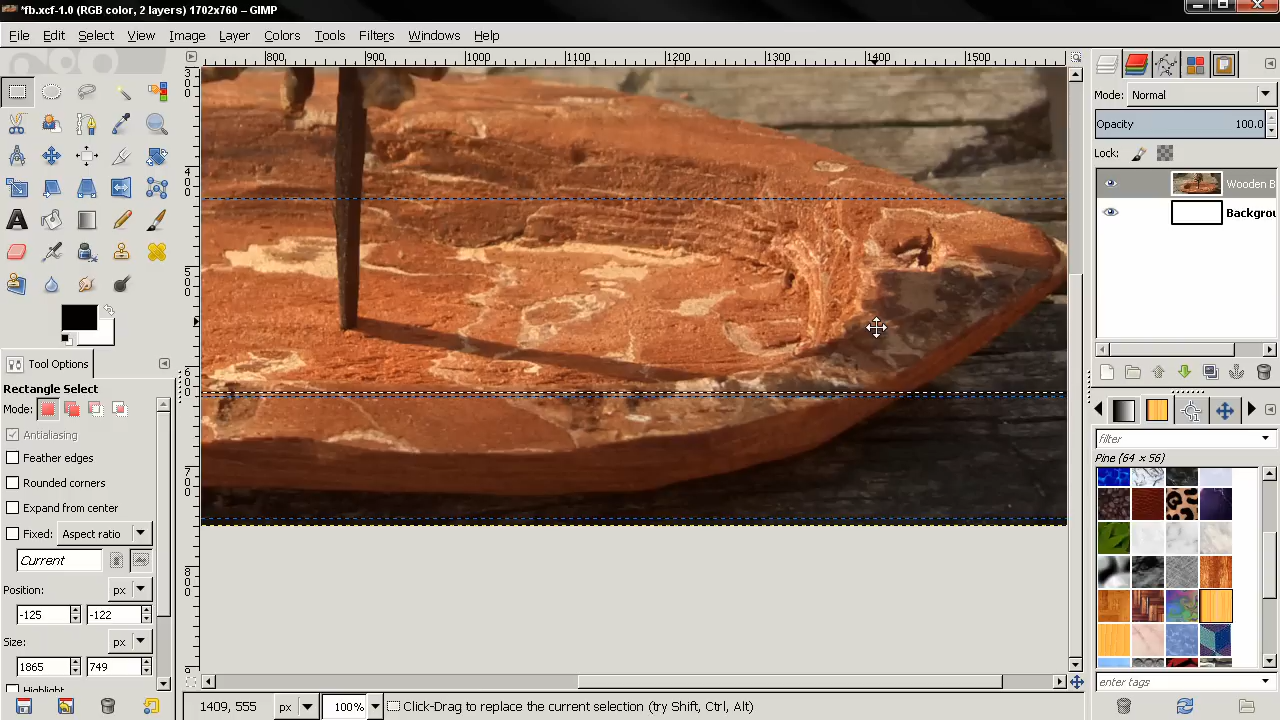 *fb.xcf-1.0 (RGB color, 2 layers) 1702x760 – GIMP
File Edit Select View Image Layer Colors Tools Filters Windows Help
800 900 1000 1100 1200 1300 1400 1500
Mode: Normal
Opacity 100.0
Lock:
Wooden B
Backgrou
filter
Pine (64 × 56)
enter tags
Tool Options
Rectangle Select
Mode:
Antialiasing
Feather edges
Rounded corners
Expand from center
Fixed: Aspect ratio
Current
Position: px
-125 -122
Size: px
1865 749
Highlight
1409, 555 px 100% Click-Drag to replace the current selection (try Shift, Ctrl, Alt)